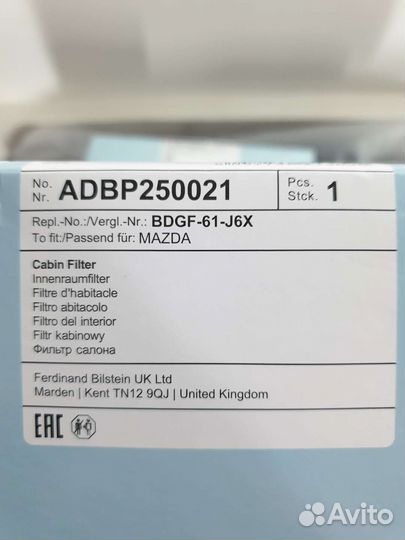 No.
Nr. ADBP250021 Pcs.
Stck. 1
Repl.-No.:/Vergl.-Nr.: BDGF-61-J6X
To fit:/Passend für: MAZDA
Cabin Filter
Innenraumfilter
Filtre d'habitacle
Filtro abitacolo
Filtro del interior
Filtr kabinowy
Фильтр салона
Ferdinand Bilstein UK Ltd
Marden | Kent TN12 9QJ | United Kingdom
EAC
Avito